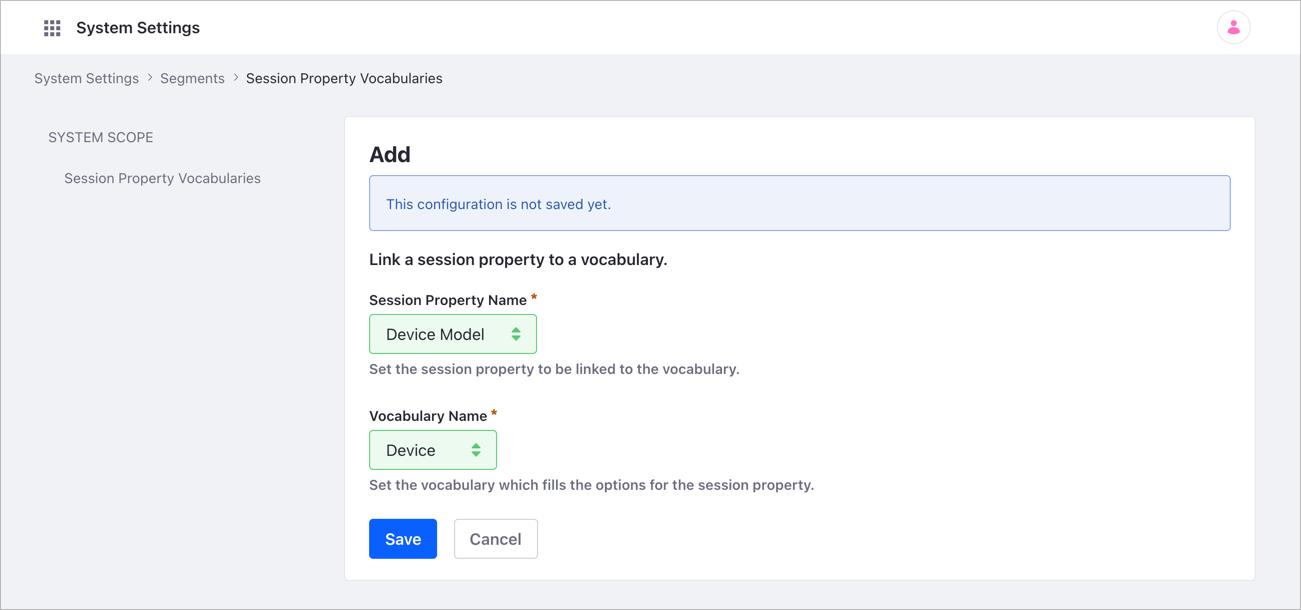 System Settings
System Settings > Segments > Session Property Vocabularies
SYSTEM SCOPE
Session Property Vocabularies
Add
This configuration is not saved yet.
Link a session property to a vocabulary.
Session Property Name *
Device Model
Set the session property to be linked to the vocabulary.
Vocabulary Name *
Device
Set the vocabulary which fills the options for the session property.
Save Cancel